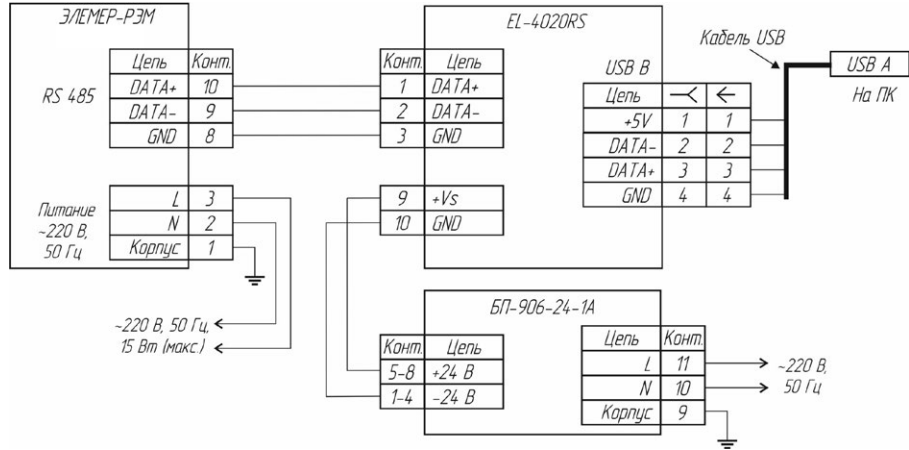 ЭЛЕМЕР-РЭМ
RS 485
Цепь Конт.
DATA+ 10
DATA- 9
GND 8
Питание
~220 В,
50 Гц
L 3
N 2
Корпус 1
~220 В, 50 Гц,
15 Вт (макс.)
EL-4020RS
Конт. Цепь
1 DATA+
2 DATA-
3 GND
9 +Vs
10 GND
USB B
Цепь
+5V 1 1
DATA- 2 2
DATA+ 3 3
GND 4 4
Кабель USB
USB A
На ПК
БП-906-24-1А
Конт. Цепь
5-8 +24 В
1-4 -24 В
Цепь Конт.
L 11
N 10
Корпус 9
~220 В,
50 Гц